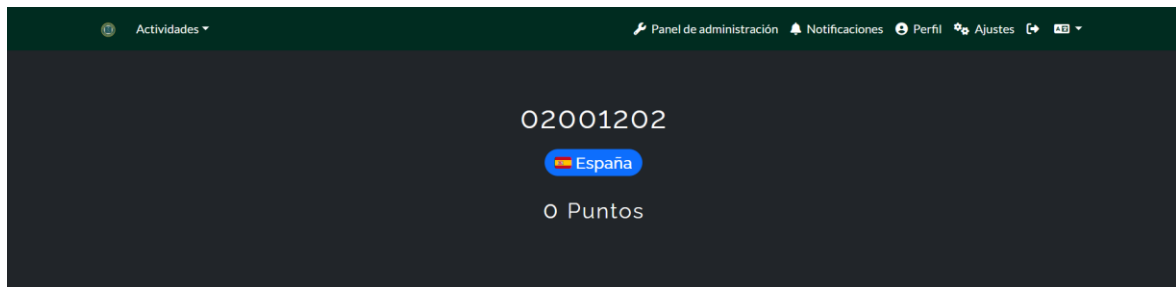 Actividades Panel de administración Notificaciones Perfil Ajustes
02001202
España
0 Puntos